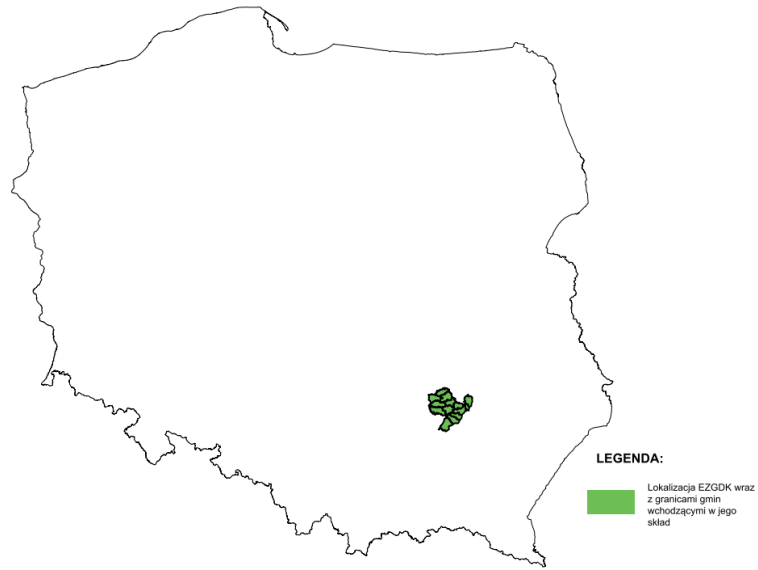 LEGENDA:
Lokalizacja EZGDK wraz
z granicami gmin
wchodzącymi w jego
skład